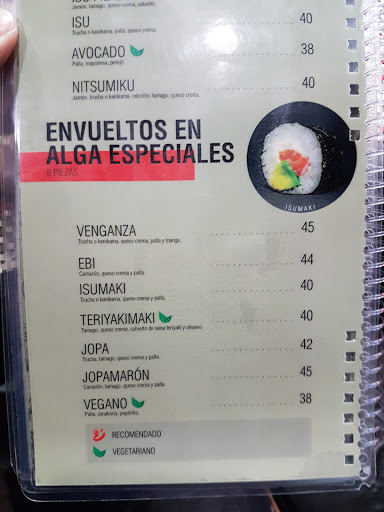 Jamón, tamago, queso crema, cebollín.
ISU 40
Trucha o kanikama, palta, queso crema.
AVOCADO 38
Palta, mayonesa, perejil.
NITSUMIKU 40
Jamón, trucha o kanikama, cebollín, tamago, queso crema.
ENVUELTOS EN
ALGA ESPECIALES
8 PIEZAS
ISUMAKI
VENGANZA 45
Trucha o kanikama, queso crema, palta y mango
EBI 44
Camarón, queso crema y palta.
ISUMAKI 40
Trucha o kanikama, queso crema y palta.
TERIYAKIMAKI 40
Tamago, queso crema, cubierto de salsa teriyaki y ahumado
JOPA 42
Trucha, tamago, queso crema y palta.
JOPAMARÓN 45
Camarón, tamago, queso crema y palta.
VEGANO 38
Palta, zanahoria, pepinillo.
RECOMENDADO
VEGETARIANO